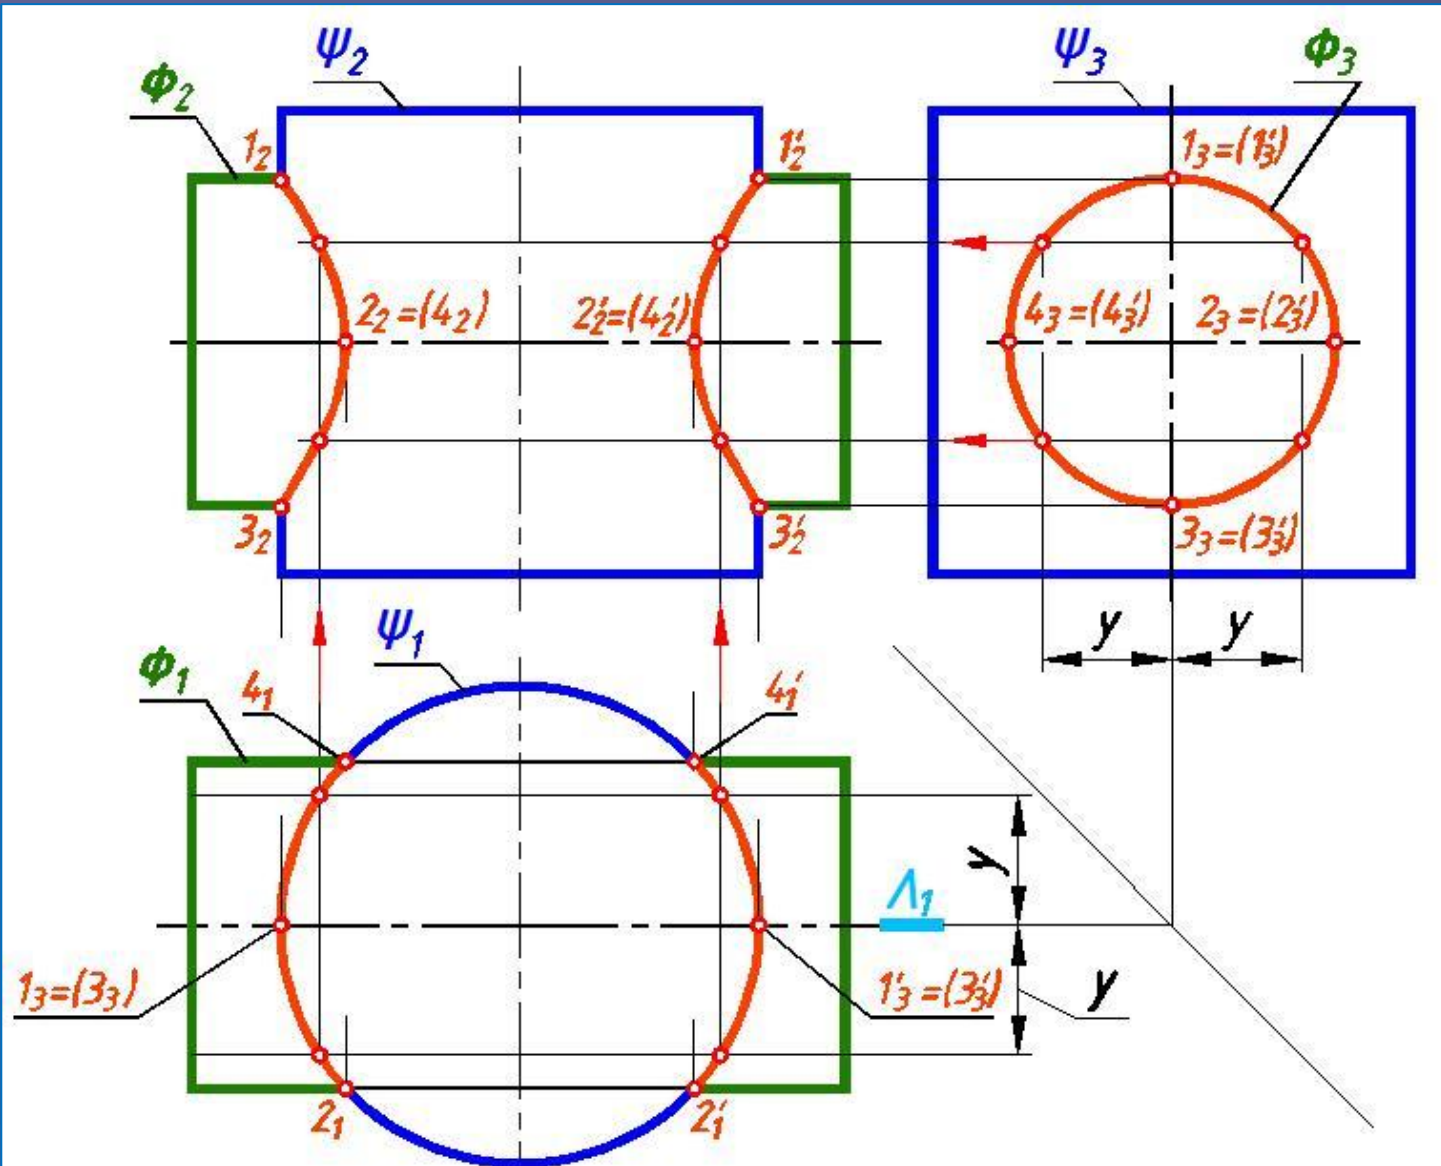 Ψ₂
Ψ₃
Φ₃
Φ₂
1₂
1′₂
1₃=(1′₃)
2₂=(4₂)
2′₂=(4′₂)
4₃=(4′₃)
2₃=(2′₃)
3₂
3′₂
3₃=(3′₃)
Ψ₁
y
y
Φ₁
4₁
4′₁
y
Λ₁
1₃=(3₃)
1′₃=(3′₃)
y
2₁
2′₁